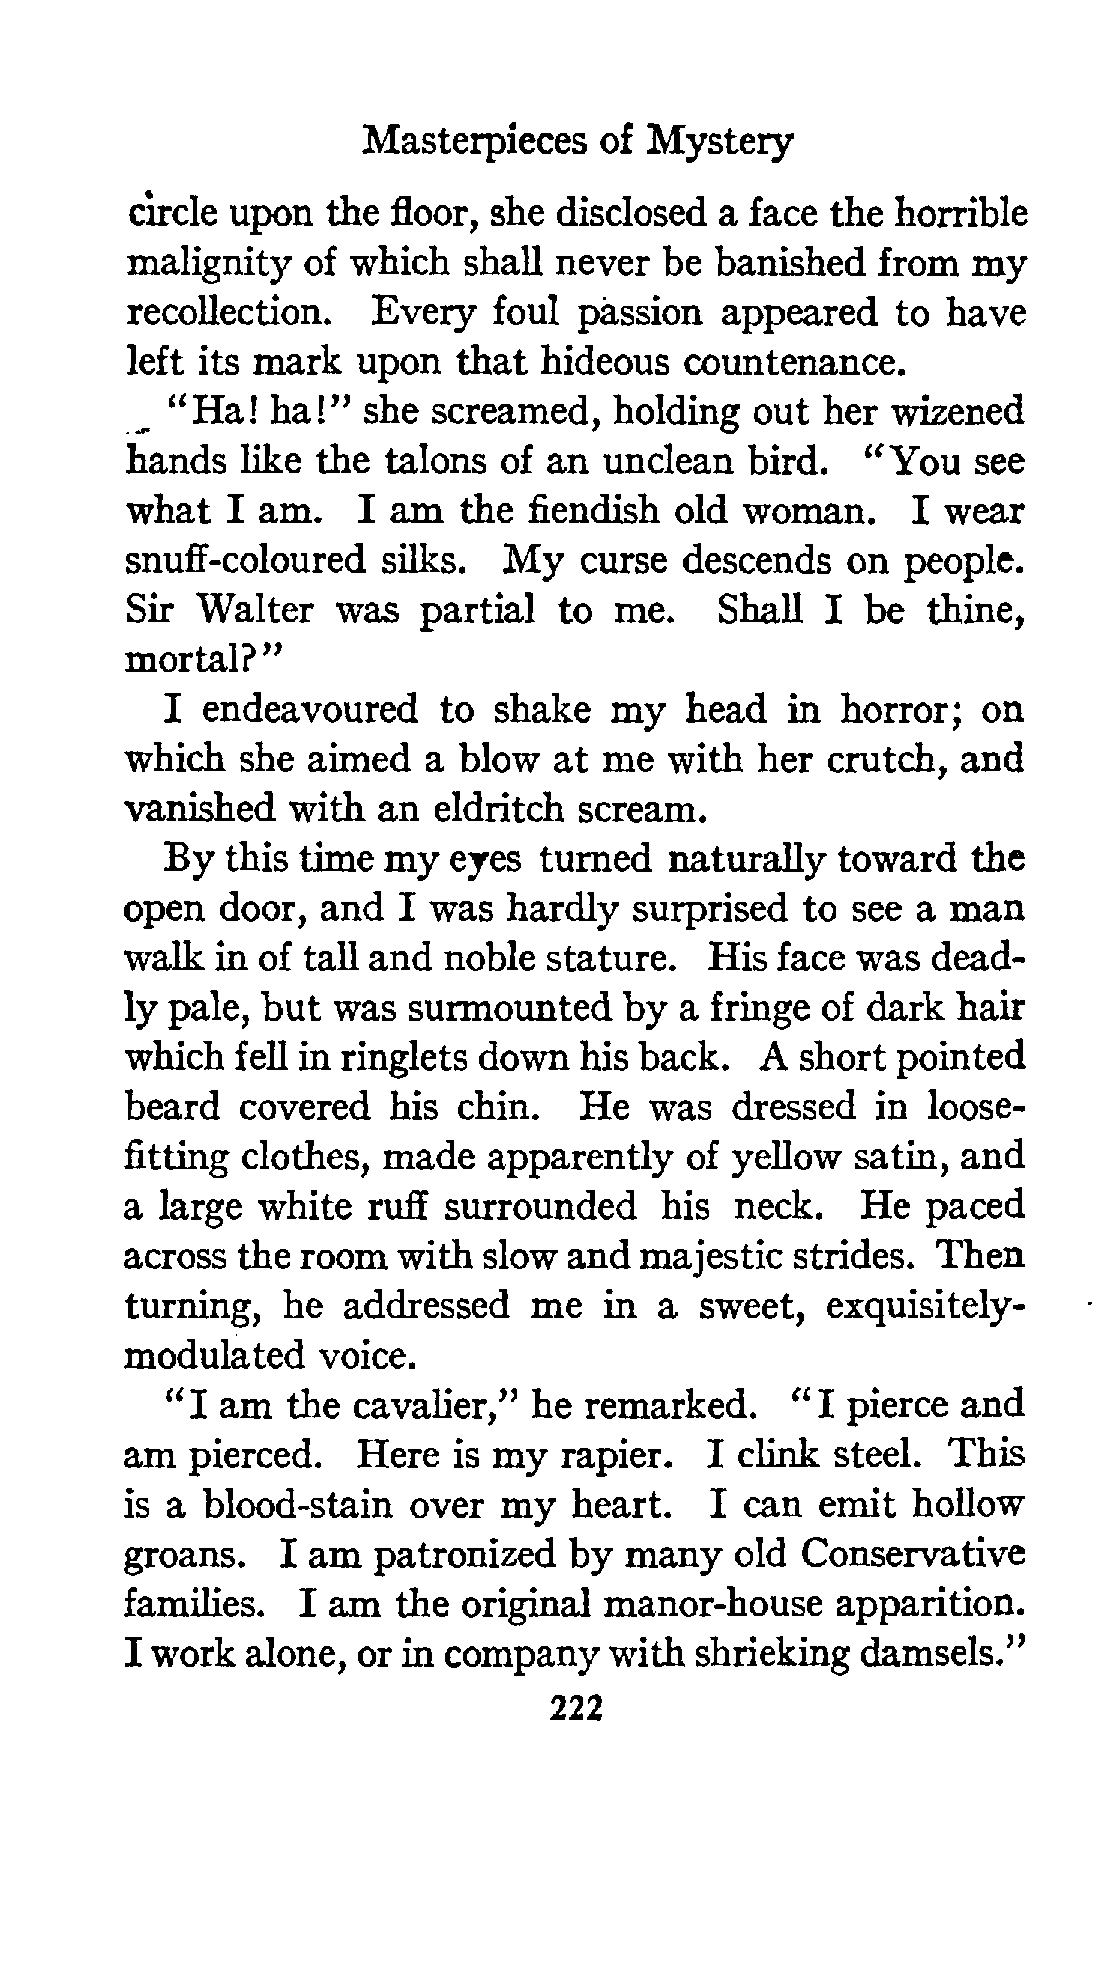 Masterpieces of Mystery
circle upon the floor, she disclosed a face the horrible
malignity of which shall never be banished from my
recollection. Every foul passion appeared to have
left its mark upon that hideous countenance.
"Ha! ha!" she screamed, holding out her wizened
hands like the talons of an unclean bird. "You see
what I am. I am the fiendish old woman. I wear
snuff-coloured silks. My curse descends on people.
Sir Walter was partial to me. Shall I be thine,
mortal?"
I endeavoured to shake my head in horror; on
which she aimed a blow at me with her crutch, and
vanished with an eldritch scream.
By this time my eyes turned naturally toward the
open door, and I was hardly surprised to see a man
walk in of tall and noble stature. His face was dead-
ly pale, but was surmounted by a fringe of dark hair
which fell in ringlets down his back. A short pointed
beard covered his chin. He was dressed in loose-
fitting clothes, made apparently of yellow satin, and
a large white ruff surrounded his neck. He paced
across the room with slow and majestic strides. Then
turning, he addressed me in a sweet, exquisitely-
modulated voice.
"I am the cavalier," he remarked. "I pierce and
am pierced. Here is my rapier. I clink steel. This
is a blood-stain over my heart. I can emit hollow
groans. I am patronized by many old Conservative
families. I am the original manor-house apparition.
I work alone, or in company with shrieking damsels."
222